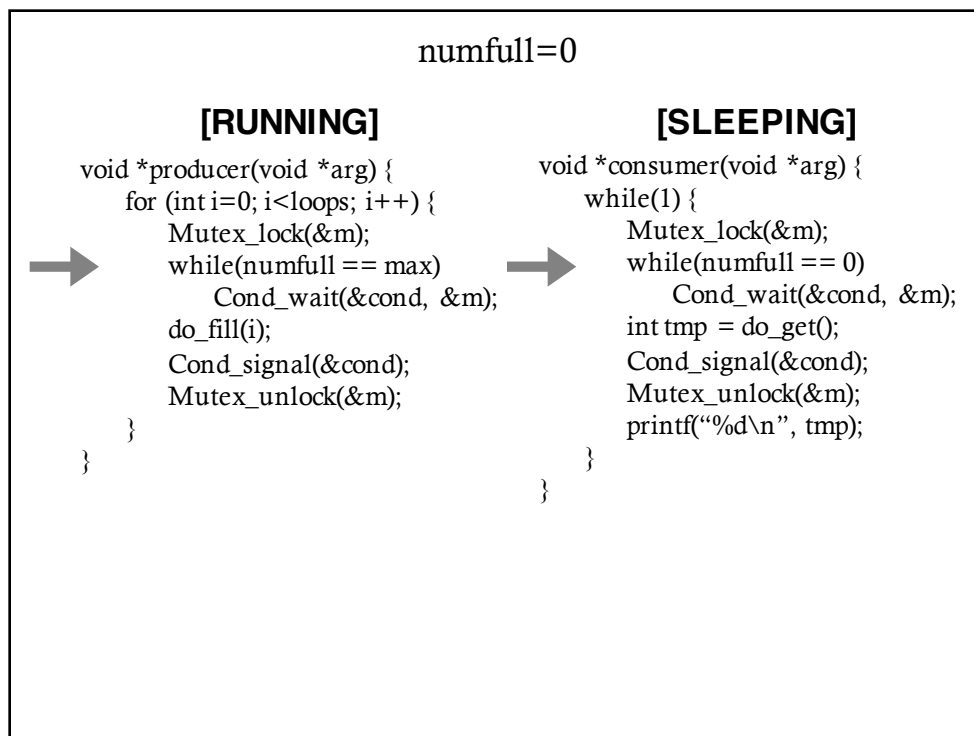 numfull=0
[RUNNING]
void *producer(void *arg) {
for (int i=0; i<loops; i++) {
Mutex_lock(&m);
while(numfull == max)
Cond_wait(&cond, &m);
do_fill(i);
Cond_signal(&cond);
Mutex_unlock(&m);
}
}
[SLEEPING]
void *consumer(void *arg) {
while(1) {
Mutex_lock(&m);
while(numfull == 0)
Cond_wait(&cond, &m);
int tmp = do_get();
Cond_signal(&cond);
Mutex_unlock(&m);
printf(“%d\n”, tmp);
}
}